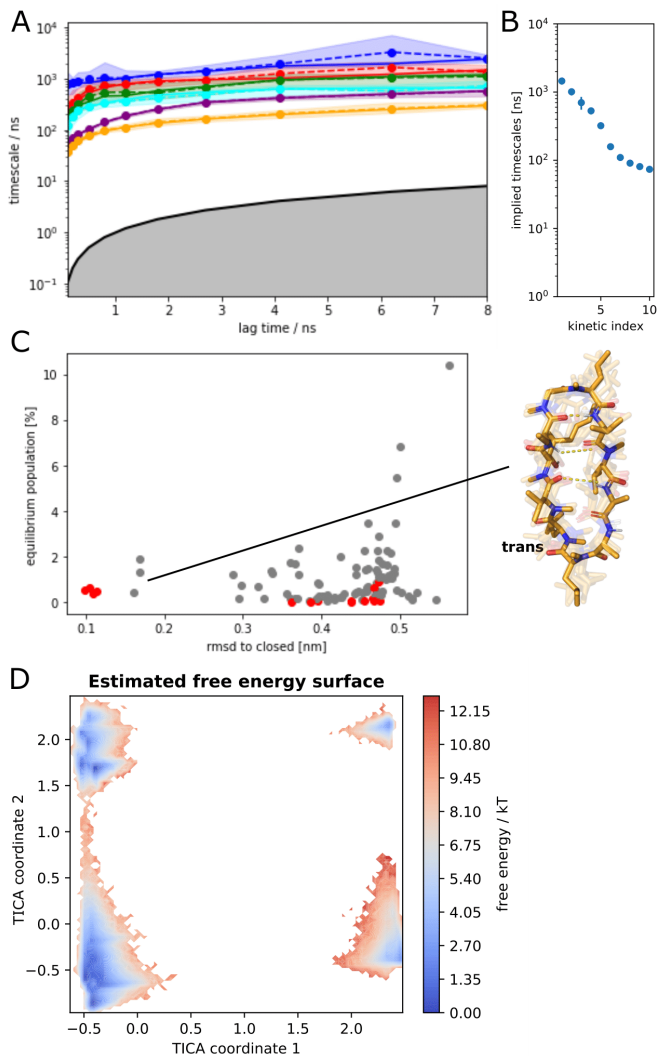 A
B
timescale / ns
10⁴
10³
10²
10¹
10⁰
10⁻¹
1 2 3 4 5 6 7 8
lag time / ns
implied timescales [ns]
10⁴
10³
10²
10¹
10⁰
5 10
kinetic index
C
equilibrium population [%]
10
8
6
4
2
0
0.1 0.2 0.3 0.4 0.5
rmsd to closed [nm]
trans
D
Estimated free energy surface
TICA coordinate 2
2.0
1.5
1.0
0.5
0.0
−0.5
−0.5 0.0 0.5 1.0 1.5 2.0
TICA coordinate 1
12.15
10.80
9.45
8.10
6.75
5.40
4.05
2.70
1.35
0.00
free energy / kT